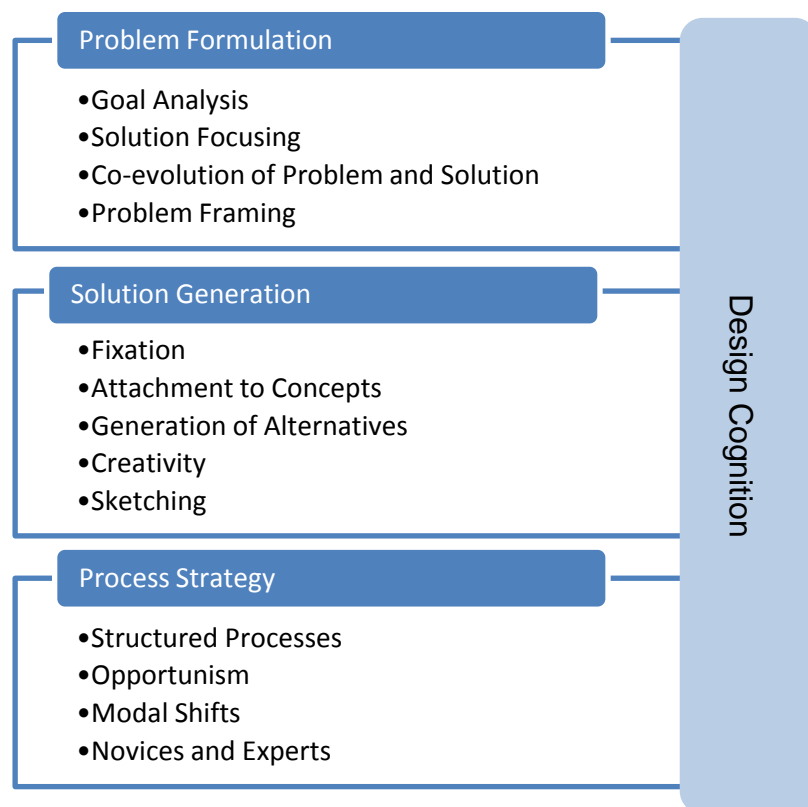 Problem Formulation
•Goal Analysis
•Solution Focusing
•Co-evolution of Problem and Solution
•Problem Framing
Solution Generation
•Fixation
•Attachment to Concepts
•Generation of Alternatives
•Creativity
•Sketching
Process Strategy
•Structured Processes
•Opportunism
•Modal Shifts
•Novices and Experts
Design Cognition